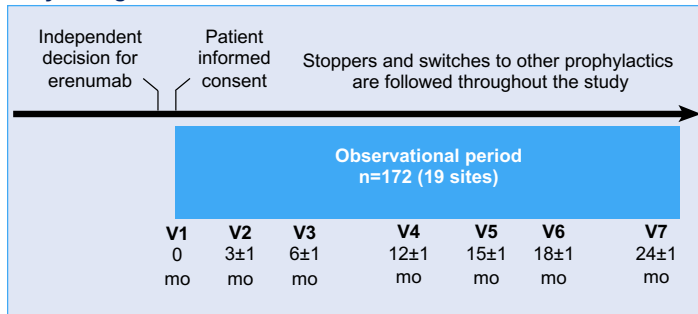 Independent
decision for
erenumab
Patient
informed
consent
Stoppers and switches to other prophylactics
are followed throughout the study
Observational period
n=172 (19 sites)
V1 V2 V3 V4 V5 V6 V7
0 3±1 6±1 12±1 15±1 18±1 24±1
mo mo mo mo mo mo mo